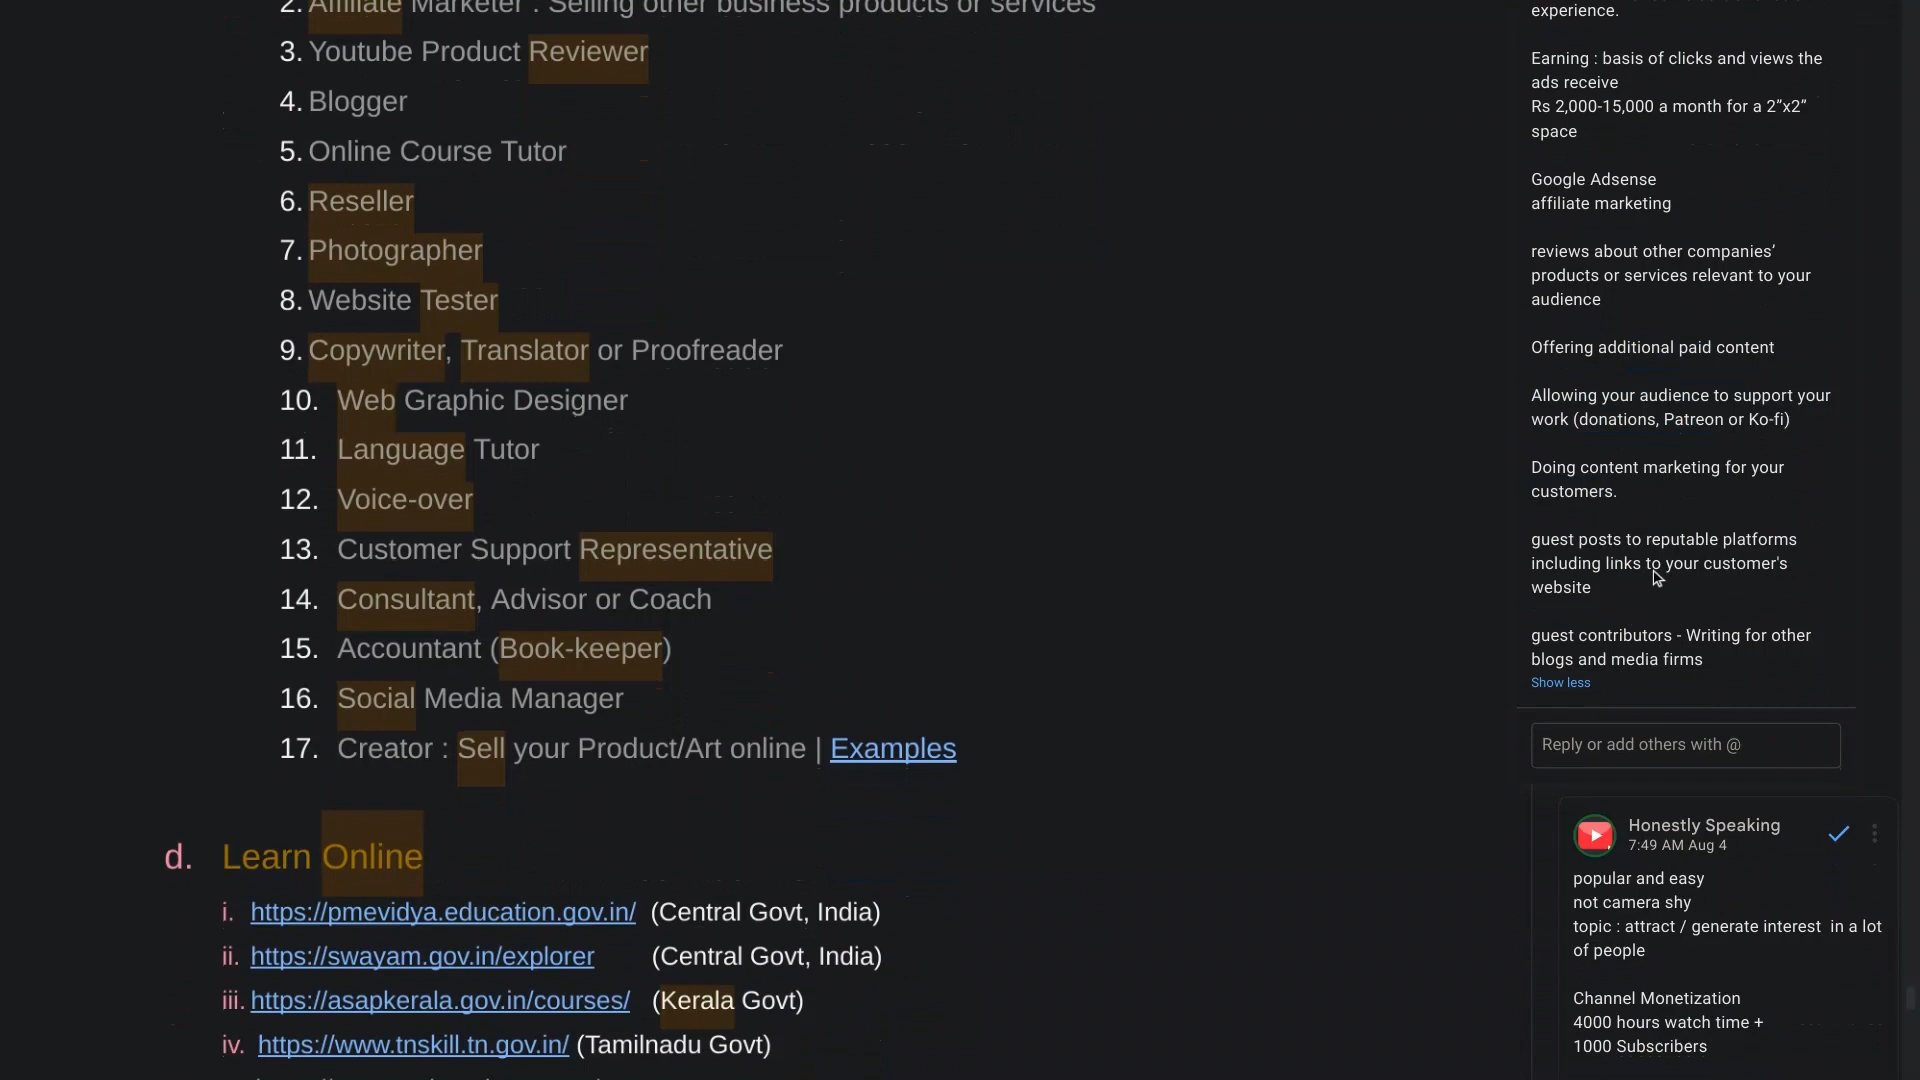 2. Affiliate Marketer : Selling other business products or services
3. Youtube Product Reviewer
4. Blogger
5. Online Course Tutor
6. Reseller
7. Photographer
8. Website Tester
9. Copywriter, Translator or Proofreader
10. Web Graphic Designer
11. Language Tutor
12. Voice-over
13. Customer Support Representative
14. Consultant, Advisor or Coach
15. Accountant (Book-keeper)
16. Social Media Manager
17. Creator : Sell your Product/Art online | Examples
d. Learn Online
i. https://pmevidya.education.gov.in/ (Central Govt, India)
ii. https://swayam.gov.in/explorer (Central Govt, India)
iii. https://asapkerala.gov.in/courses/ (Kerala Govt)
iv. https://www.tnskill.tn.gov.in/ (Tamilnadu Govt)
experience.
Earning : basis of clicks and views the
ads receive
Rs 2,000-15,000 a month for a 2”x2”
space
Google Adsense
affiliate marketing
reviews about other companies’
products or services relevant to your
audience
Offering additional paid content
Allowing your audience to support your
work (donations, Patreon or Ko-fi)
Doing content marketing for your
customers.
guest posts to reputable platforms
including links to your customer's
website
guest contributors - Writing for other
blogs and media firms
Show less
Reply or add others with @
Honestly Speaking
7:49 AM Aug 4
popular and easy
not camera shy
topic : attract / generate interest in a lot
of people
Channel Monetization
4000 hours watch time +
1000 Subscribers